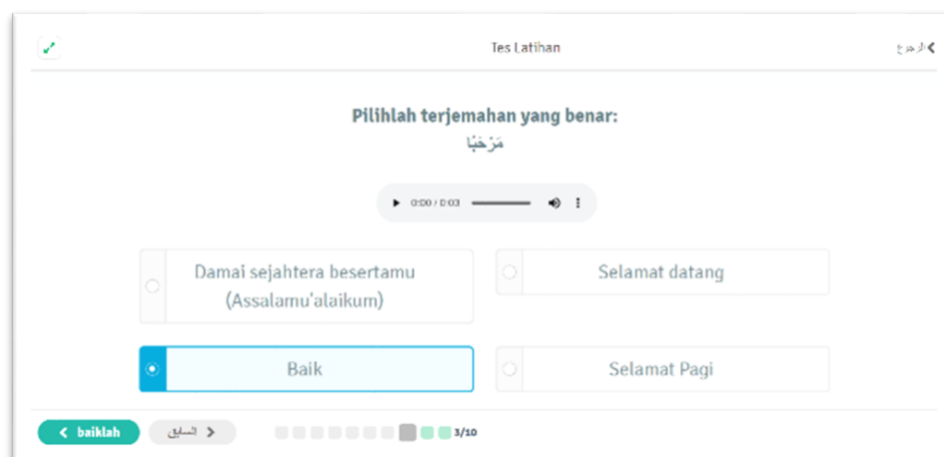 Tes Latihan
الرجوع
Pilihlah terjemahan yang benar:
مَرْحَبًا
0:00 / 0:03
Damai sejahtera besertamu
(Assalamu'alaikum)
Selamat datang
Baik
Selamat Pagi
baiklah
السابق
3/10